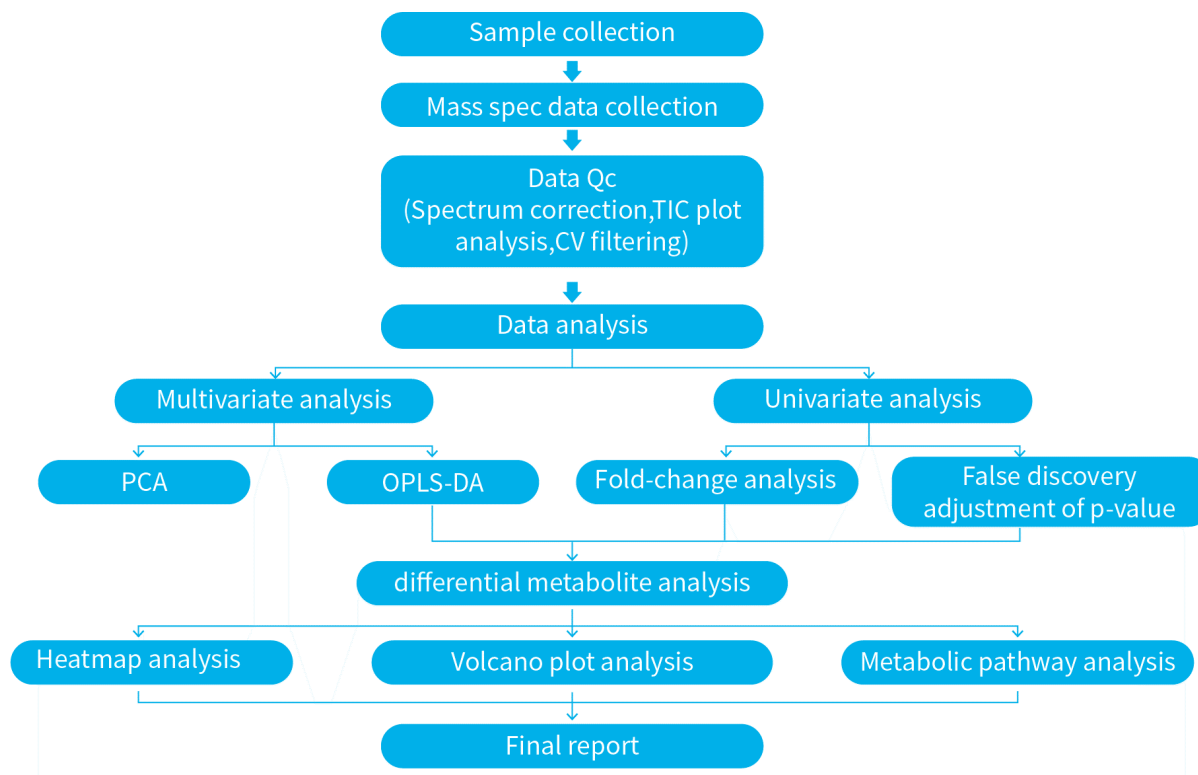 Sample collection
Mass spec data collection
Data Qc
(Spectrum correction,TIC plot
analysis,CV filtering)
Data analysis
Multivariate analysis
Univariate analysis
PCA
OPLS-DA
Fold-change analysis
False discovery
adjustment of p-value
differential metabolite analysis
Heatmap analysis
Volcano plot analysis
Metabolic pathway analysis
Final report